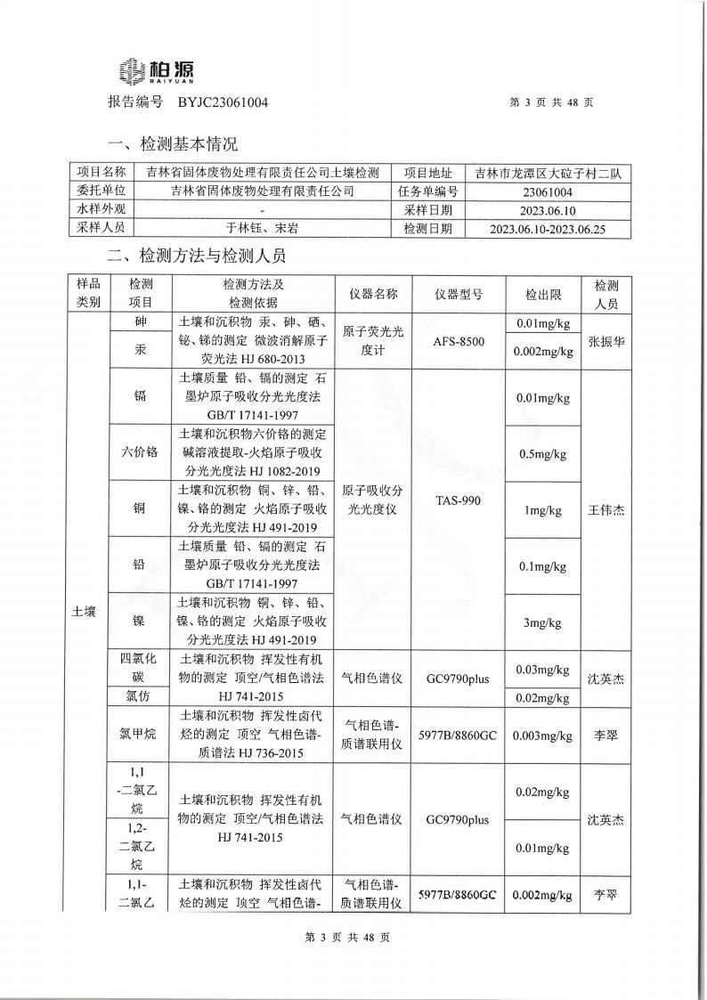 柏源
BAIYUAN
报告编号 BYJC23061004
第 3 页 共 48 页
一、检测基本情况
项目名称 吉林省固体废物处理有限责任公司土壤检测 项目地址 吉林市龙潭区大砬子村二队
委托单位 吉林省固体废物处理有限责任公司 任务单编号 23061004
水样外观 - 采样日期 2023.06.10
采样人员 于林钰、宋岩 检测日期 2023.06.10-2023.06.25
二、检测方法与检测人员
样品类别 检测项目 检测方法及检测依据 仪器名称 仪器型号 检出限 检测人员
土壤
砷 0.01mg/kg
汞 0.002mg/kg
土壤和沉积物 汞、砷、硒、
铋、锑的测定 微波消解原子
荧光法 HJ 680-2013
原子荧光光
度计
AFS-8500
张振华
镉
土壤质量 铅、镉的测定 石
墨炉原子吸收分光光度法
GB/T 17141-1997
0.01mg/kg
六价铬
土壤和沉积物六价铬的测定
碱溶液提取-火焰原子吸收
分光光度法 HJ 1082-2019
0.5mg/kg
铜
土壤和沉积物 铜、锌、铅、
镍、铬的测定 火焰原子吸收
分光光度法 HJ 491-2019
原子吸收分
光光度仪
TAS-990
1mg/kg
王伟杰
铅
土壤质量 铅、镉的测定 石
墨炉原子吸收分光光度法
GB/T 17141-1997
0.1mg/kg
镍
土壤和沉积物 铜、锌、铅、
镍、铬的测定 火焰原子吸收
分光光度法 HJ 491-2019
3mg/kg
四氯化
碳
0.03mg/kg
氯仿
0.02mg/kg
土壤和沉积物 挥发性有机
物的测定 顶空/气相色谱法
HJ 741-2015
气相色谱仪
GC9790plus
沈英杰
氯甲烷
土壤和沉积物 挥发性卤代
烃的测定 顶空 气相色谱-
质谱法 HJ 736-2015
气相色谱-
质谱联用仪
5977B/8860GC
0.003mg/kg
李翠
1,1
-二氯乙
烷
0.02mg/kg
1,2-
二氯乙
烷
0.01mg/kg
土壤和沉积物 挥发性有机
物的测定 顶空/气相色谱法
HJ 741-2015
气相色谱仪
GC9790plus
沈英杰
1,1-
二氯乙
土壤和沉积物 挥发性卤代
烃的测定 顶空 气相色谱-
气相色谱-
质谱联用仪
5977B/8860GC
0.002mg/kg
李翠
第 3 页 共 48 页